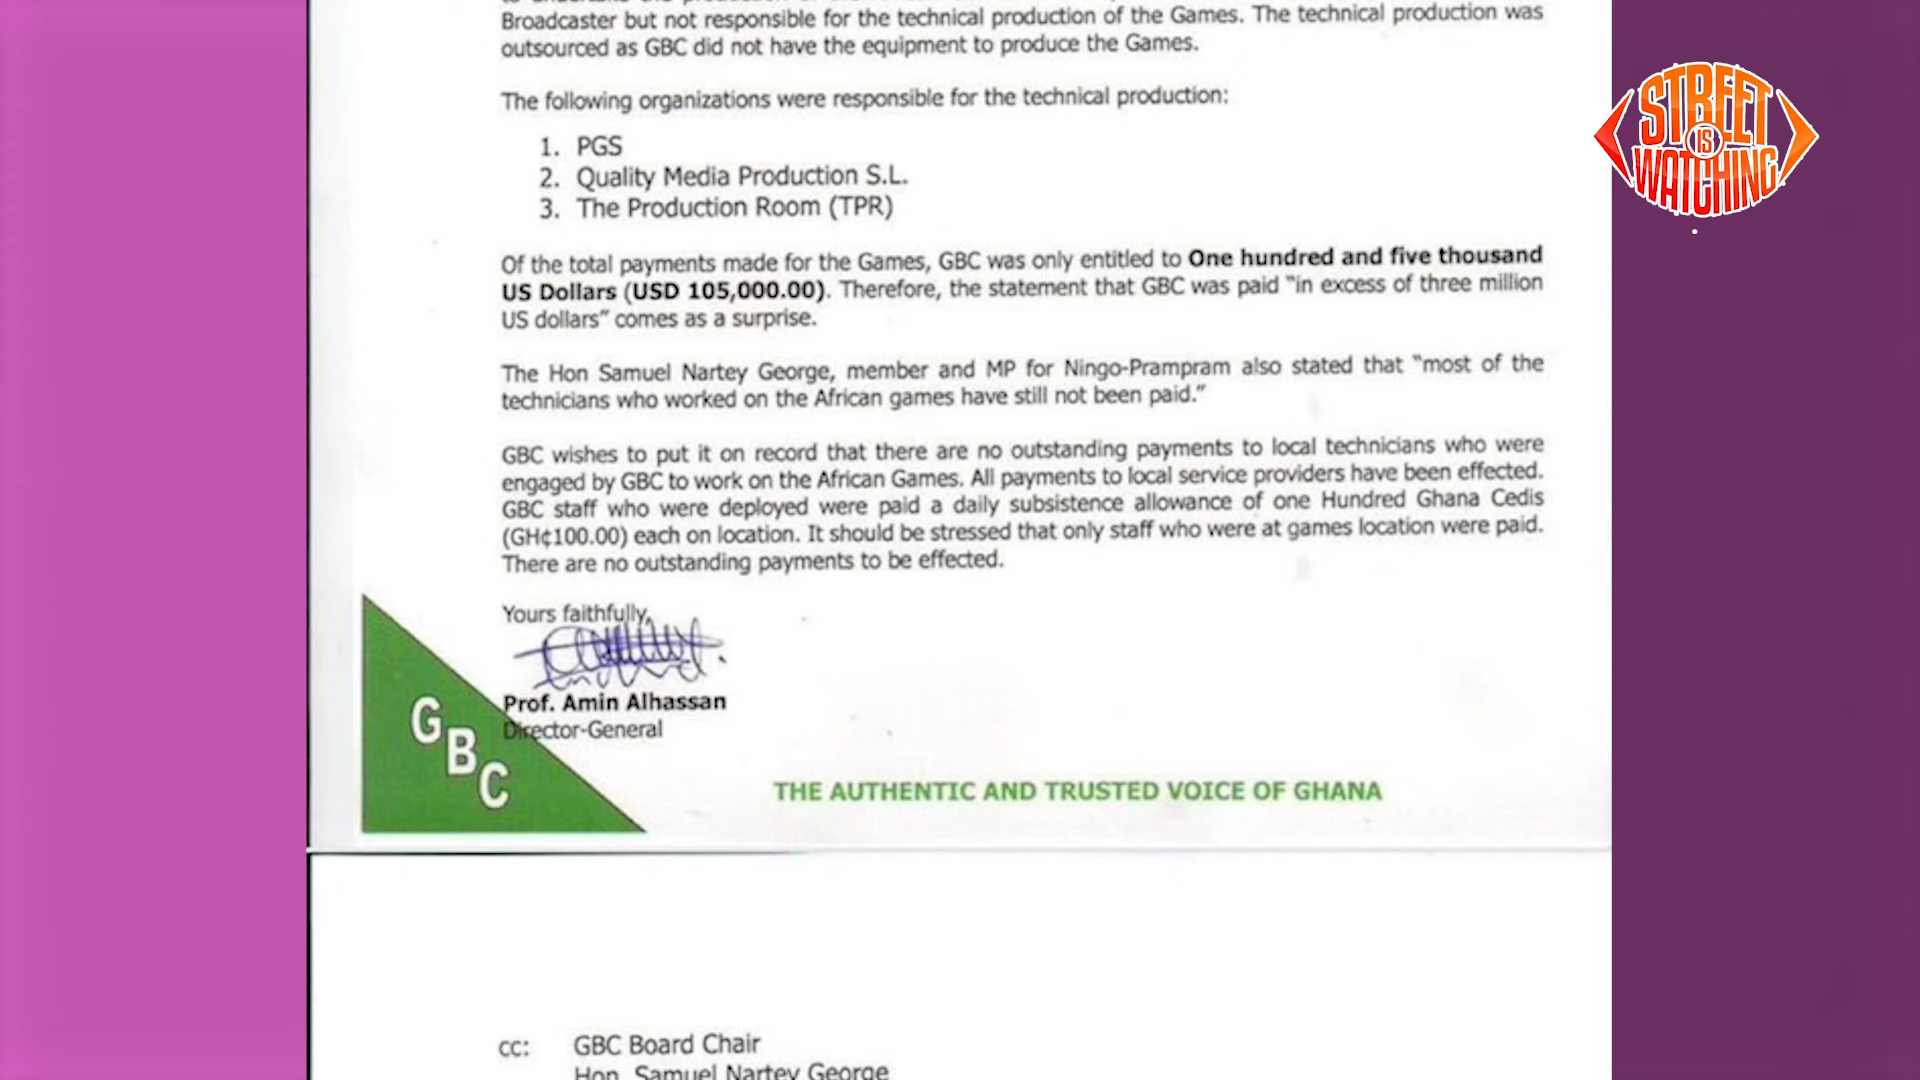 Broadcaster but not responsible for the technical production of the Games. The technical production was
outsourced as GBC did not have the equipment to produce the Games.
The following organizations were responsible for the technical production:
1. PGS
2. Quality Media Production S.L.
3. The Production Room (TPR)
Of the total payments made for the Games, GBC was only entitled to One hundred and five thousand
US Dollars (USD 105,000.00). Therefore, the statement that GBC was paid "in excess of three million
US dollars" comes as a surprise.
The Hon Samuel Nartey George, member and MP for Ningo-Prampram also stated that "most of the
technicians who worked on the African games have still not been paid."
GBC wishes to put it on record that there are no outstanding payments to local technicians who were
engaged by GBC to work on the African Games. All payments to local service providers have been effected.
GBC staff who were deployed were paid a daily subsistence allowance of one Hundred Ghana Cedis
(GH¢100.00) each on location. It should be stressed that only staff who were at games location were paid.
There are no outstanding payments to be effected.
Yours faithfully,
Prof. Amin Alhassan
Director-General
GBC
THE AUTHENTIC AND TRUSTED VOICE OF GHANA
cc: GBC Board Chair
Hon. Samuel Nartey George
STREET
IS
WATCHING